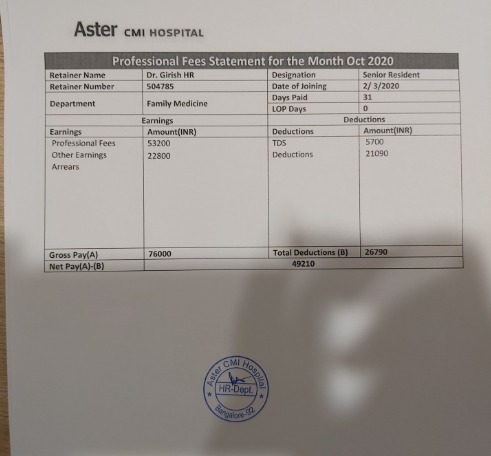 Aster CMI HOSPITAL
Professional Fees Statement for the Month Oct 2020
Retainer Name Dr. Girish HR Designation Senior Resident
Retainer Number 504785 Date of Joining 2/ 3/2020
Department Family Medicine Days Paid 31
LOP Days 0
Earnings Deductions
Earnings Amount(INR) Deductions Amount(INR)
Professional Fees 53200 TDS 5700
Other Earnings 22800 Deductions 21090
Arrears
Gross Pay(A) 76000 Total Deductions (B) 26790
Net Pay(A)-(B) 49210
Aster CMI Hospital
HR-Dept.
Bangalore-92